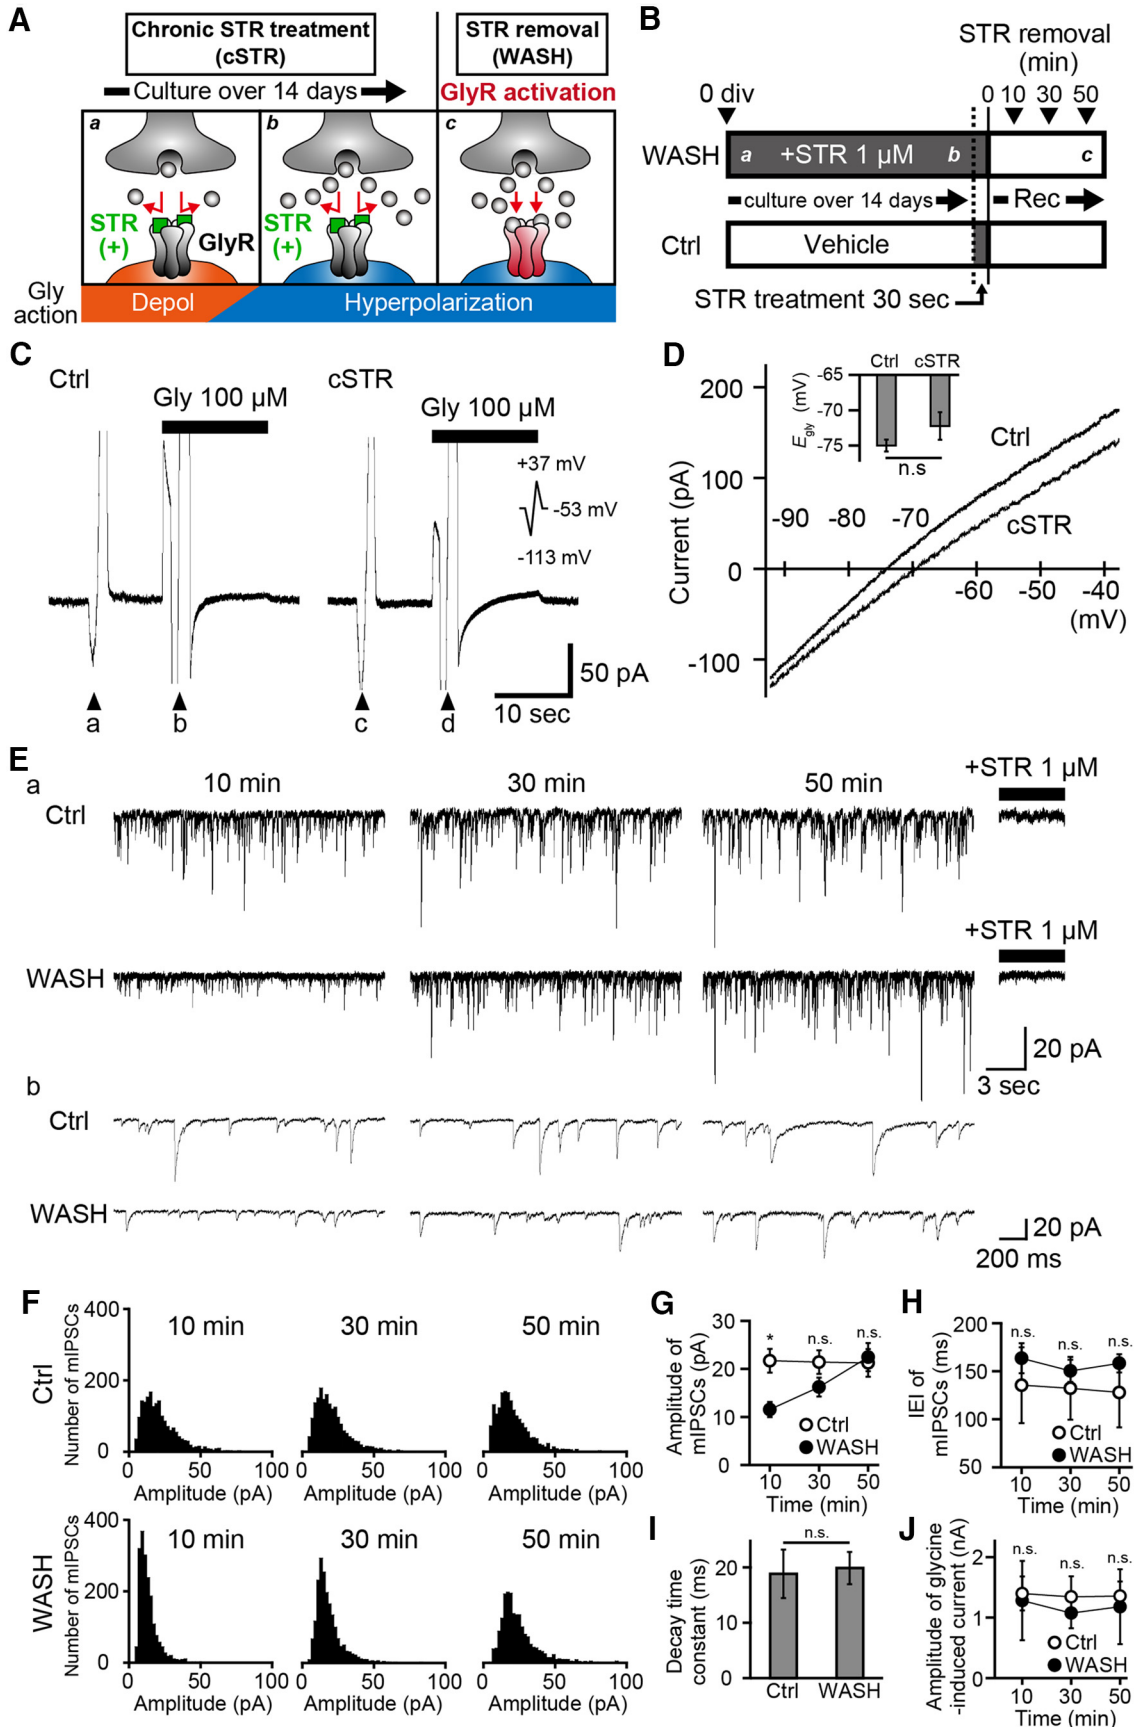 A
Chronic STR treatment
(cSTR)
STR removal
(WASH)
Culture over 14 days
GlyR activation
a
b
c
STR
(+)
GlyR
STR
(+)
Gly
action
Depol
Hyperpolarization
B
STR removal
(min)
0 div
0 10 30 50
WASH
a +STR 1 µM b
c
culture over 14 days
Rec
Ctrl
Vehicle
STR treatment 30 sec
C
Ctrl
cSTR
Gly 100 µM
Gly 100 µM
+37 mV
-53 mV
-113 mV
50 pA
10 sec
a
b
c
d
D
Ctrl cSTR
-65
-70
-75
Egly (mV)
n.s
200
100
0
-100
Current (pA)
Ctrl
cSTR
-90 -80 -70
-60 -50 -40
(mV)
E
a
10 min
30 min
50 min
+STR 1 µM
Ctrl
+STR 1 µM
WASH
20 pA
3 sec
b
Ctrl
WASH
20 pA
200 ms
F
Ctrl
Number of mIPSCs
400
200
0
10 min
30 min
50 min
0 50 100
0 50 100
0 50 100
Amplitude (pA)
Amplitude (pA)
Amplitude (pA)
WASH
Number of mIPSCs
400
200
0
10 min
30 min
50 min
0 50 100
0 50 100
0 50 100
Amplitude (pA)
Amplitude (pA)
Amplitude (pA)
G
Amplitude of
mIPSCs (pA)
30
20
10
0
*
n.s.
n.s.
Ctrl
WASH
10 30 50
Time (min)
H
IEI of
mIPSCs (ms)
200
150
100
50
n.s.
n.s.
n.s.
Ctrl
WASH
10 30 50
Time (min)
I
Decay time
constant (ms)
20
10
0
n.s.
Ctrl WASH
J
Amplitude of glycine
-induced current (nA)
2
1
0
n.s.
n.s.
n.s.
Ctrl
WASH
10 30 50
Time (min)